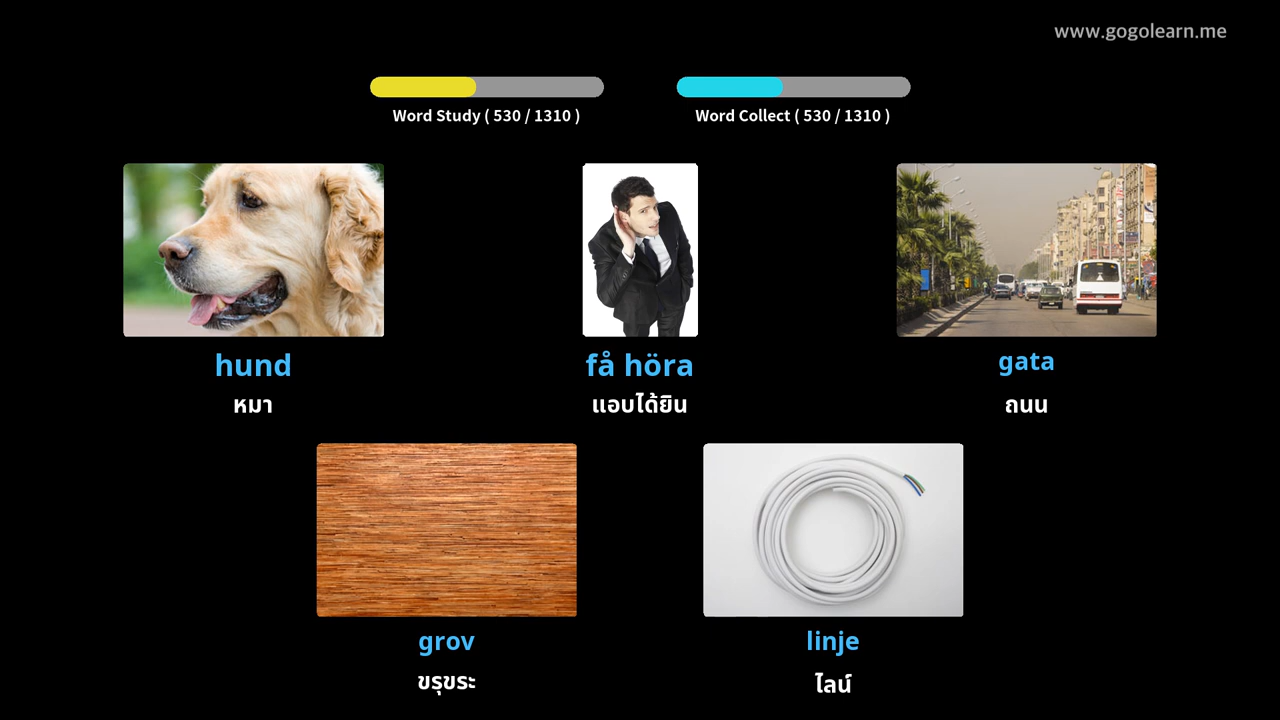 www.gogolearn.me
Word Study ( 530 / 1310 )
Word Collect ( 530 / 1310 )
hund
หมา
få höra
แอบได้ยิน
gata
ถนน
grov
ขรุขระ
linje
ไลน์